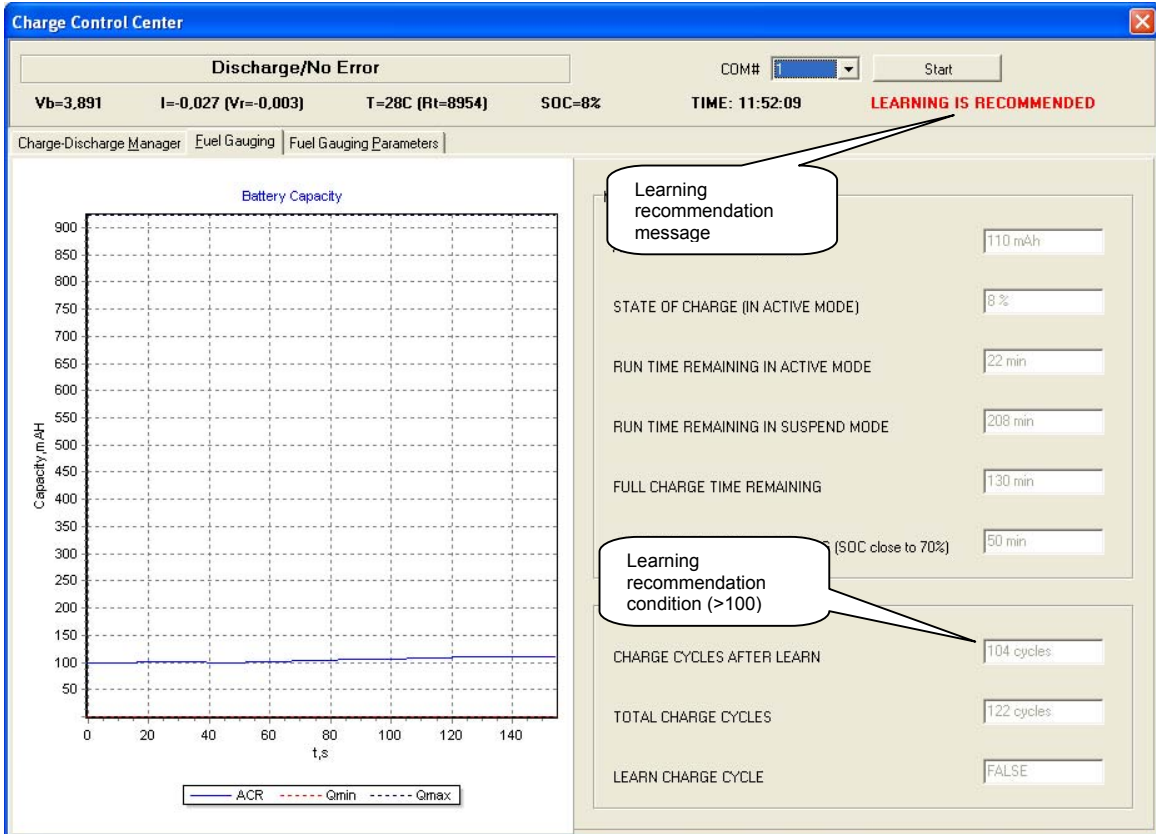 Charge Control Center
Discharge/No Error
COM#
1
Start
Vb=3,891 I=-0,027 (Vr=-0,003) T=28C (Rt=8954) SOC=8% TIME: 11:52:09 LEARNING IS RECOMMENDED
Charge-Discharge Manager Fuel Gauging Fuel Gauging Parameters
Learning
recommendation
message
Battery Capacity
Capacity,mAH
900
850
800
750
700
650
600
550
500
450
400
350
300
250
200
150
100
50
0 20 40 60 80 100 120 140
t,s
ACR Qmin Qmax
110 mAh
STATE OF CHARGE (IN ACTIVE MODE) 8 %
RUN TIME REMAINING IN ACTIVE MODE 22 min
RUN TIME REMAINING IN SUSPEND MODE 208 min
FULL CHARGE TIME REMAINING 130 min
(SOC close to 70%) 50 min
Learning
recommendation
condition (>100)
CHARGE CYCLES AFTER LEARN 104 cycles
TOTAL CHARGE CYCLES 122 cycles
LEARN CHARGE CYCLE FALSE